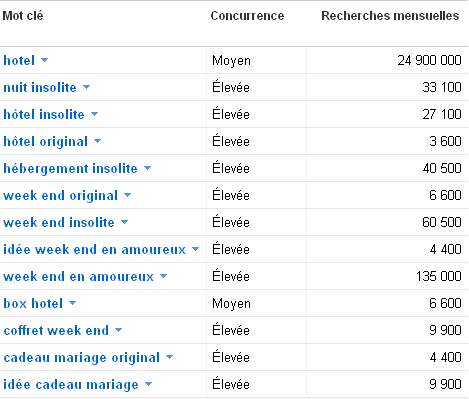 Mot clé Concurrence Recherches mensuelles
hotel Moyen 24 900 000
nuit insolite Élevée 33 100
hôtel insolite Élevée 27 100
hôtel original Élevée 3 600
hébergement insolite Élevée 40 500
week end original Élevée 6 600
week end insolite Élevée 60 500
idée week end en amoureux Élevée 4 400
week end en amoureux Élevée 135 000
box hotel Moyen 6 600
coffret week end Élevée 9 900
cadeau mariage original Élevée 4 400
idée cadeau mariage Élevée 9 900